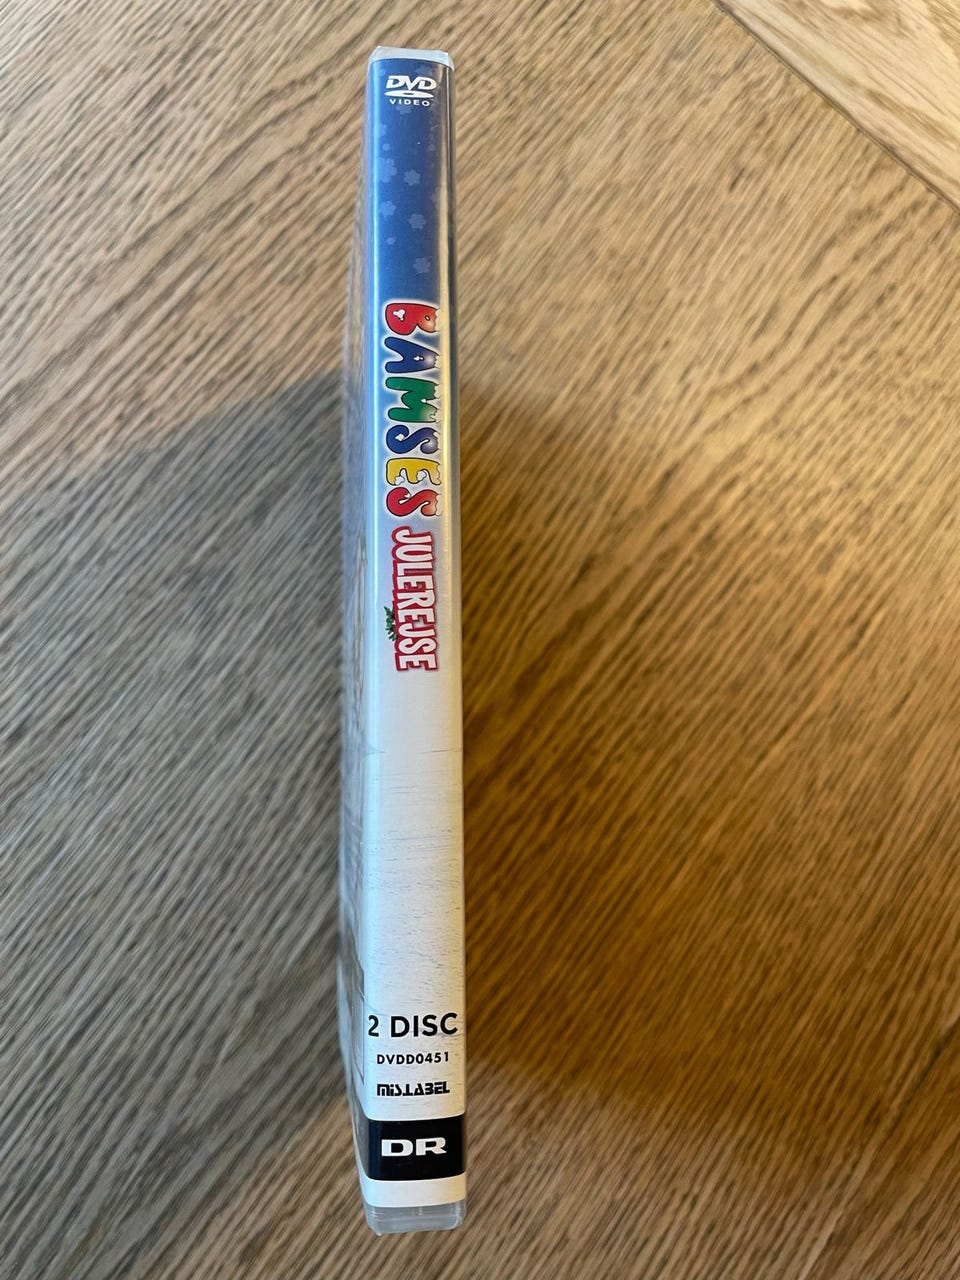 DVD
VIDEO
BAMSES
JULEREJSE
2 DISC
DVDD0451
MIS.LABEL
DR